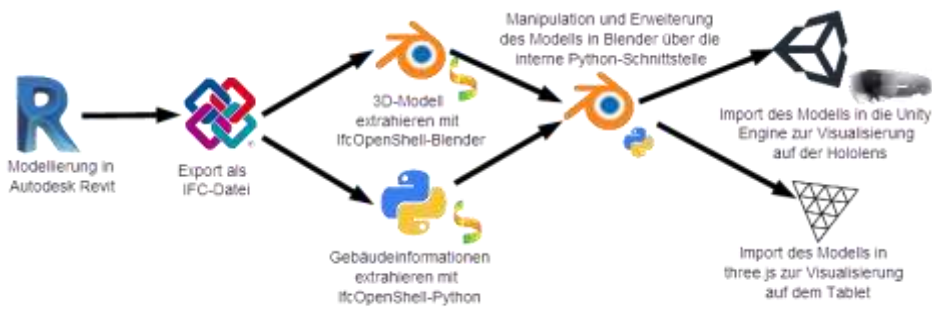 Modellierung in
Autodesk Revit
Export als
IFC-Datei
3D-Modell
extrahieren mit
IfcOpenShell-Blender
Gebäudeinformationen
extrahieren mit
IfcOpenShell-Python
Manipulation und Erweiterung
des Modells in Blender über die
interne Python-Schnittstelle
Import des Modells in die Unity
Engine zur Visualisierung
auf der Hololens
Import des Modells in
three js zur Visualisierung
auf dem Tablet